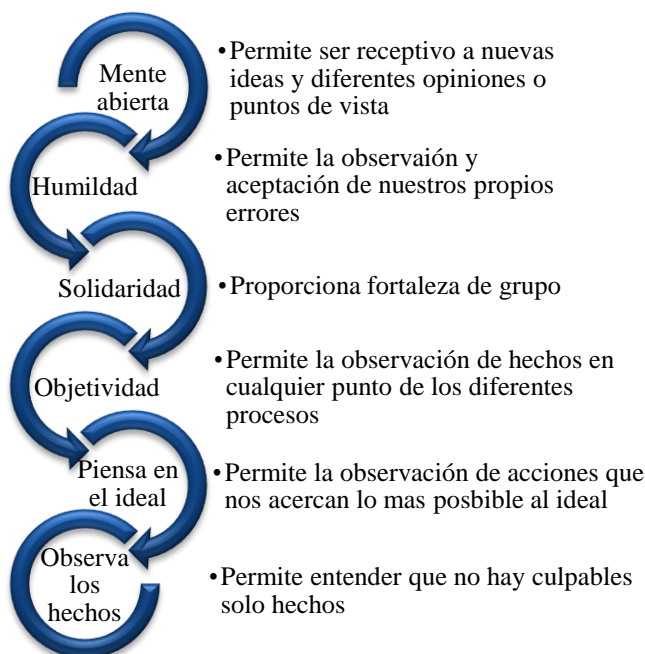 Mente
abierta
•Permite ser receptivo a nuevas
ideas y diferentes opiniones o
puntos de vista
Humildad
•Permite la observaión y
aceptación de nuestros propios
errores
Solidaridad
•Proporciona fortaleza de grupo
Objetividad
•Permite la observación de hechos en
cualquier punto de los diferentes
procesos
Piensa en
el ideal
•Permite la observación de acciones que
nos acercan lo mas posbible al ideal
Observa
los
hechos
•Permite entender que no hay culpables
solo hechos